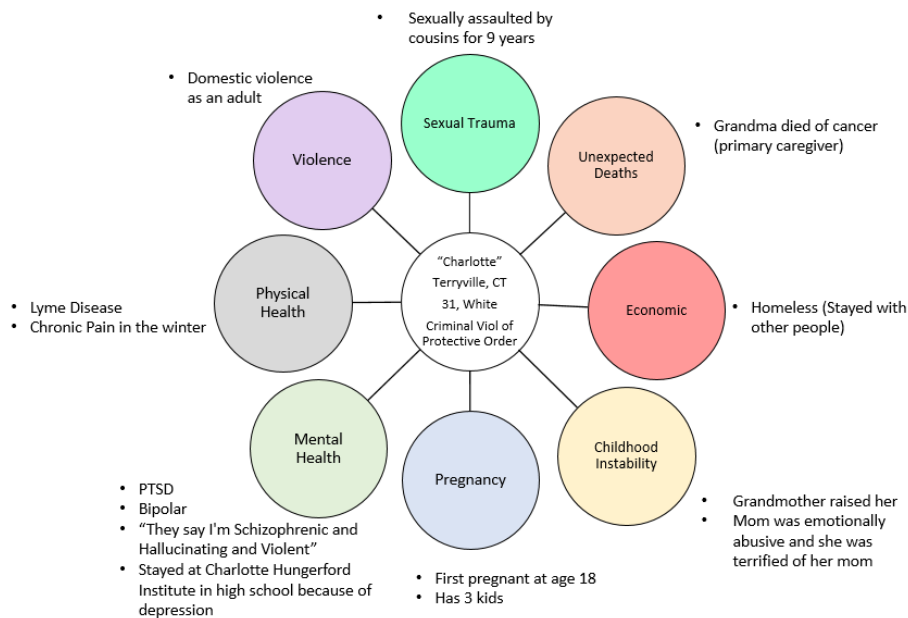 • Sexually assaulted by
cousins for 9 years
Sexual Trauma
• Domestic violence
as an adult
Violence
Unexpected
Deaths
• Grandma died of cancer
(primary caregiver)
“Charlotte”
Terryville, CT
31, White
Criminal Viol of
Protective Order
Physical
Health
• Lyme Disease
• Chronic Pain in the winter
Economic
• Homeless (Stayed with
other people)
Mental
Health
• PTSD
• Bipolar
• “They say I'm Schizophrenic and
Hallucinating and Violent”
• Stayed at Charlotte Hungerford
Institute in high school because of
depression
Pregnancy
• First pregnant at age 18
• Has 3 kids
Childhood
Instability
• Grandmother raised her
• Mom was emotionally
abusive and she was
terrified of her mom